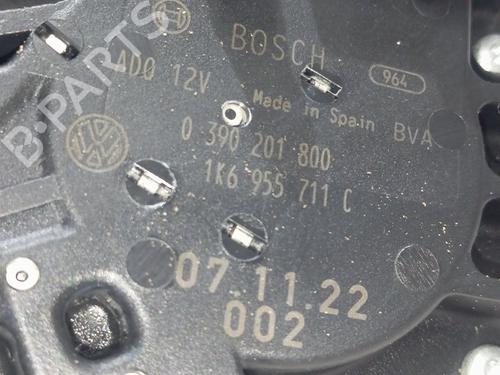 BOSCH
AD0 12V
964
Made in Spain
BVA
0 390 201 800
1K6 955 711 C
07.11.22
002
B-PARTS